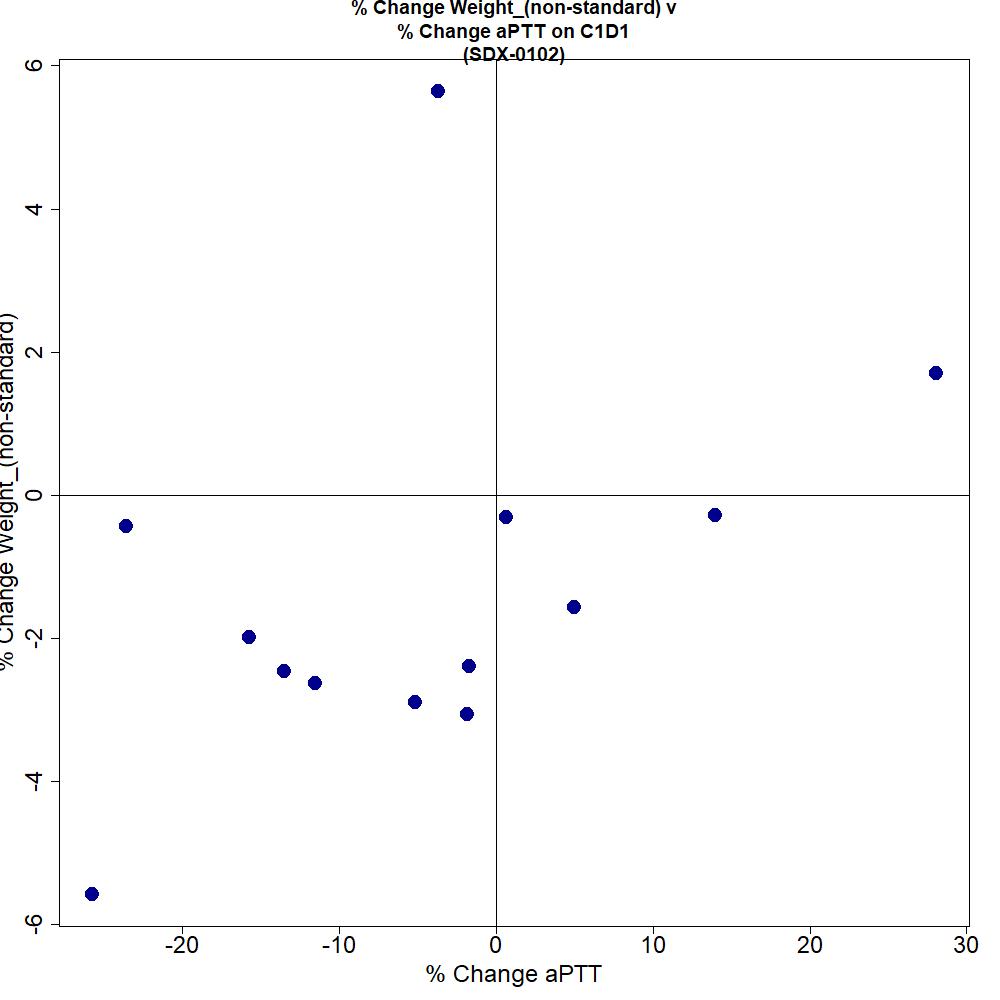 % Change Weight_(non-standard) v
% Change aPTT on C1D1
(SDX-0102)
% Change Weight_(non-standard)
6
4
2
0
-2
-4
-6
-20
-10
0
10
20
30
% Change aPTT